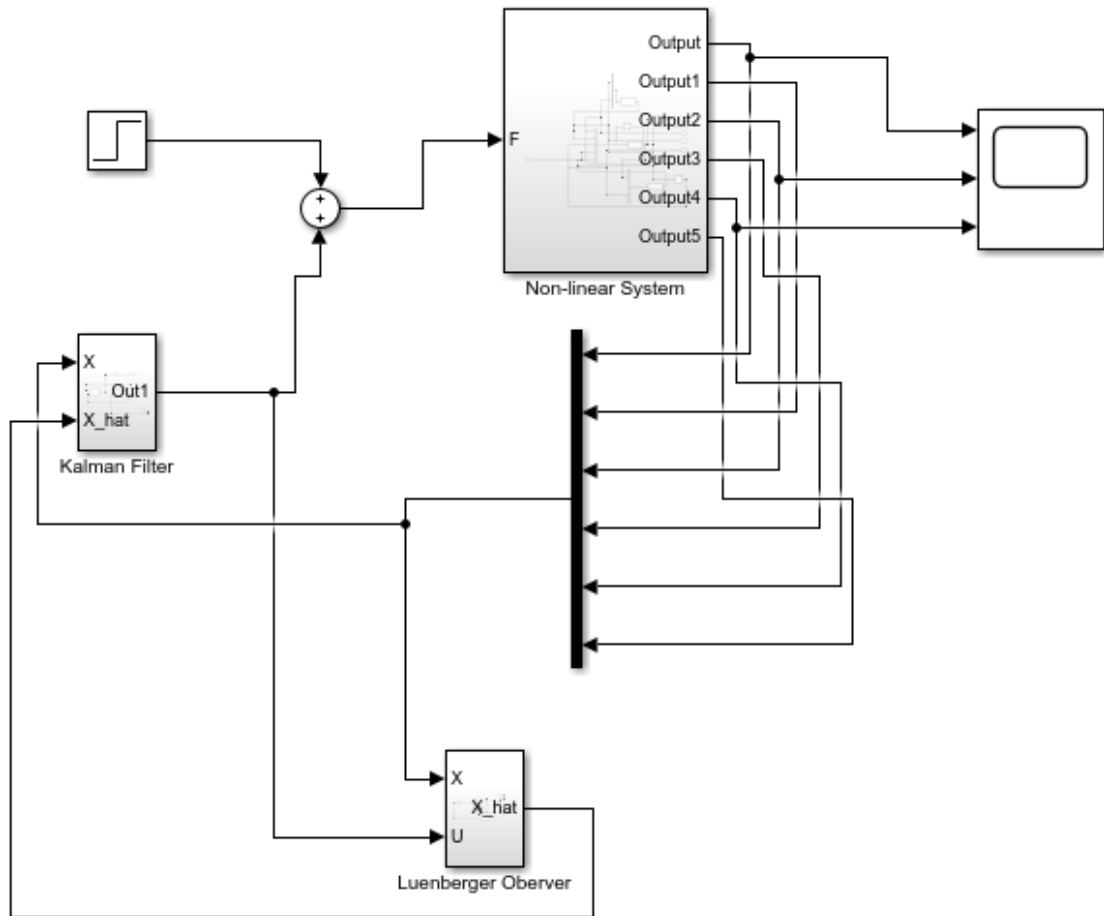 Output
Output1
Output2
F
Output3
Output4
Output5
+
+
Non-linear System
X
Out1
X_hat
Kalman Filter
X
X_hat
U
Luenberger Oberver